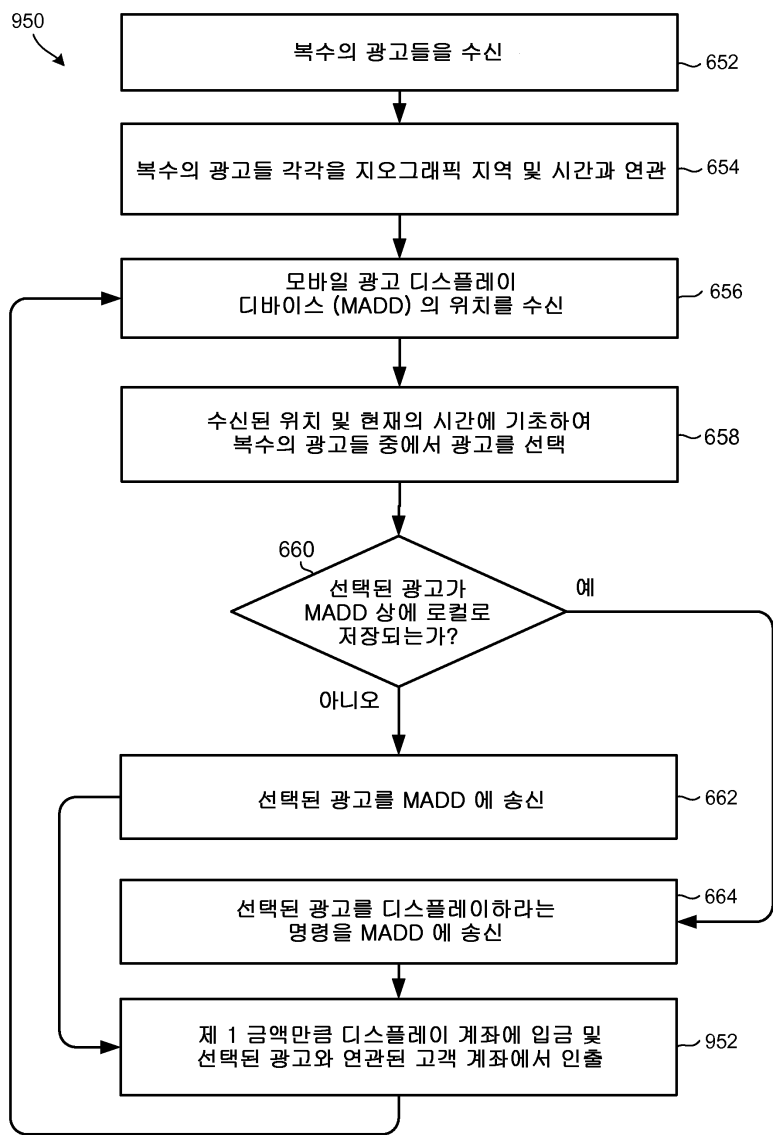 950
복수의 광고들을 수신
652
복수의 광고들 각각을 지오그래픽 지역 및 시간과 연관
654
모바일 광고 디스플레이
디바이스 (MADD) 의 위치를 수신
656
수신된 위치 및 현재의 시간에 기초하여
복수의 광고들 중에서 광고를 선택
658
660
선택된 광고가
MADD 상에 로컬로
저장되는가?
예
아니오
선택된 광고를 MADD 에 송신
662
선택된 광고를 디스플레이하라는
명령을 MADD 에 송신
664
제 1 금액만큼 디스플레이 계좌에 입금 및
선택된 광고와 연관된 고객 계좌에서 인출
952